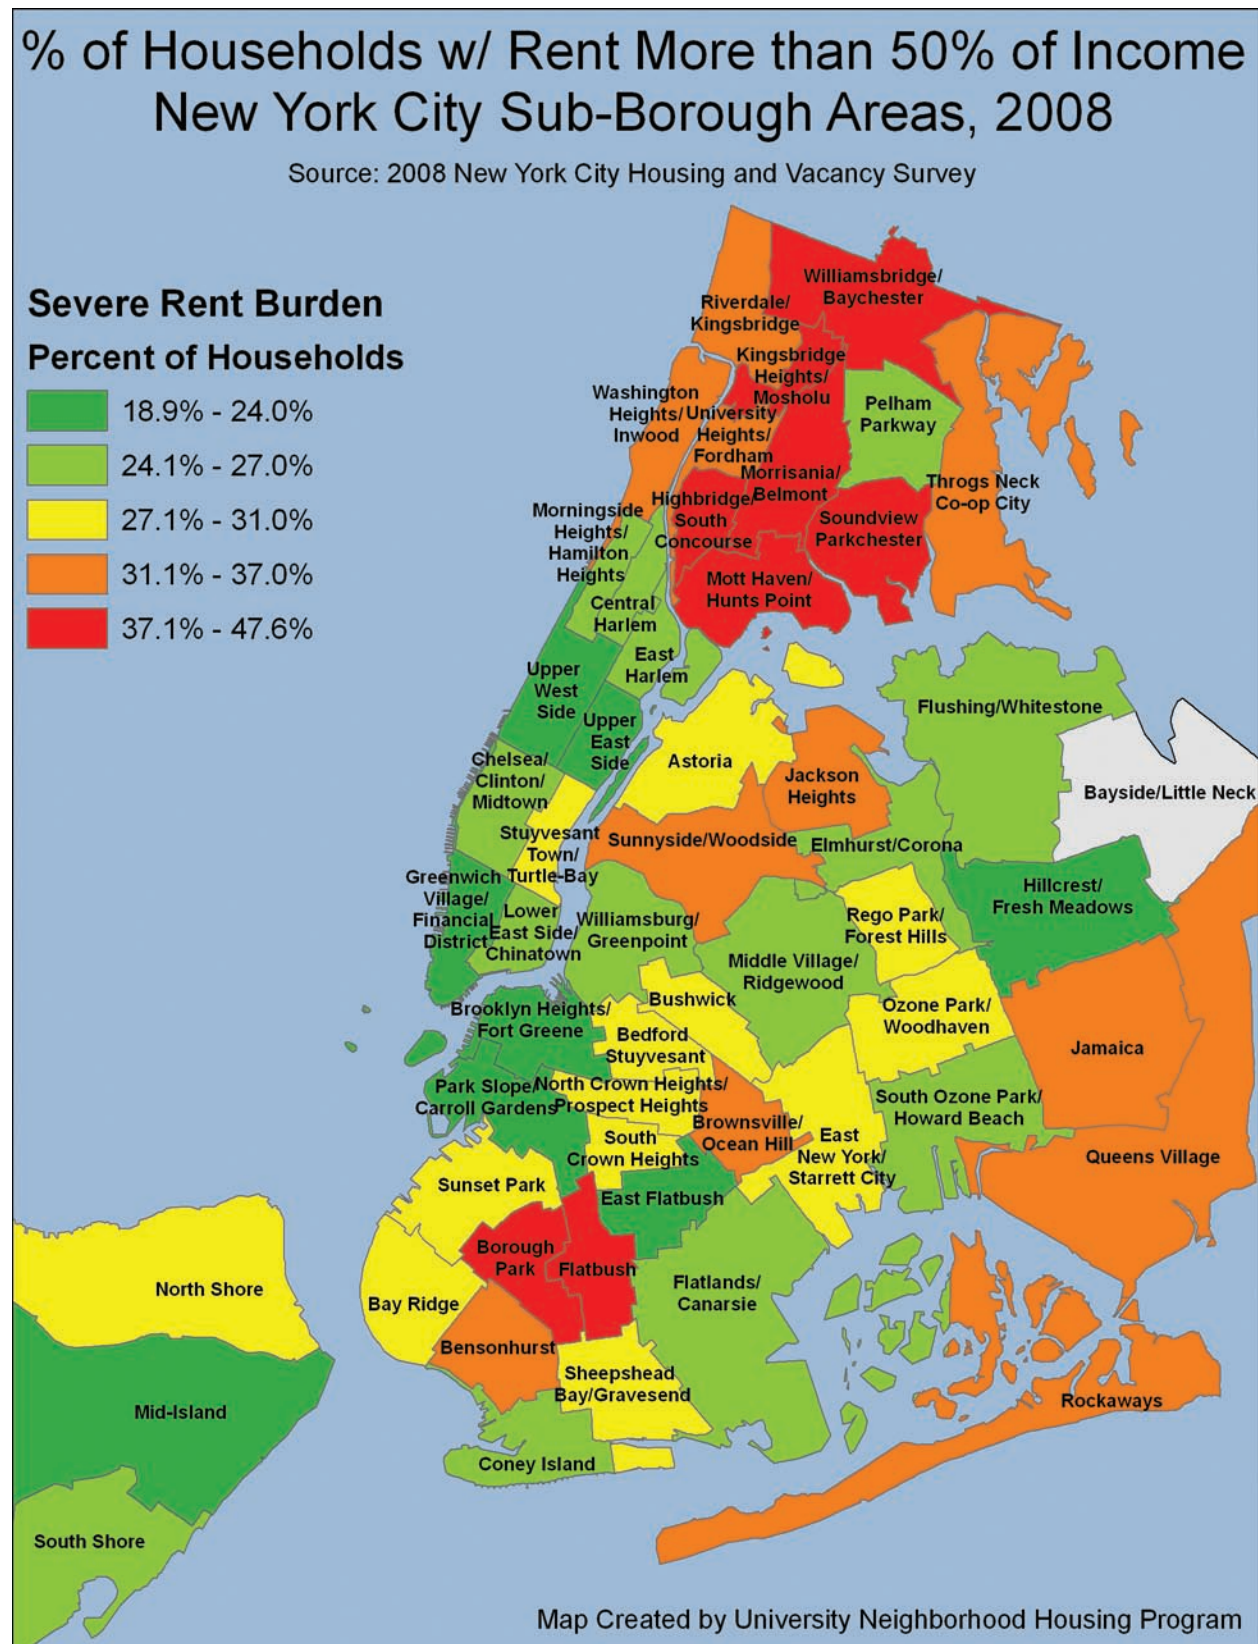 % of Households w/ Rent More than 50% of Income
New York City Sub-Borough Areas, 2008
Source: 2008 New York City Housing and Vacancy Survey
Severe Rent Burden
Percent of Households
18.9% - 24.0%
24.1% - 27.0%
27.1% - 31.0%
31.1% - 37.0%
37.1% - 47.6%
Williamsbridge/
Baychester
Riverdale/
Kingsbridge
Kingsbridge
Heights/
Mosholu
Washington
Heights/
Inwood
University
Heights/
Fordham
Pelham
Parkway
Morrisania/
Belmont
Throgs Neck
Co-op City
Highbridge/
South
Concourse
Soundview
Parkchester
Morningside
Heights/
Hamilton
Heights
Mott Haven/
Hunts Point
Central
Harlem
East
Harlem
Upper
West
Side
Upper
East
Side
Flushing/Whitestone
Astoria
Jackson
Heights
Bayside/Little Neck
Chelsea/
Clinton/
Midtown
Stuyvesant
Town/
Turtle-Bay
Sunnyside/Woodside
Elmhurst/Corona
Greenwich
Village/
Financial
District
Lower
East Side/
Chinatown
Hillcrest/
Fresh Meadows
Williamsburg/
Greenpoint
Rego Park/
Forest Hills
Middle Village/
Ridgewood
Bushwick
Ozone Park/
Woodhaven
Brooklyn Heights/
Fort Greene
Bedford
Stuyvesant
Jamaica
Park Slope/
Carroll Gardens
North Crown Heights/
Prospect Heights
South Ozone Park/
Howard Beach
Brownsville/
Ocean Hill
South
Crown Heights
East
New York/
Starrett City
Queens Village
Sunset Park
East Flatbush
Borough
Park
Flatbush
Flatlands/
Canarsie
North Shore
Bay Ridge
Bensonhurst
Sheepshead
Bay/Gravesend
Rockaways
Mid-Island
Coney Island
South Shore
Map Created by University Neighborhood Housing Program